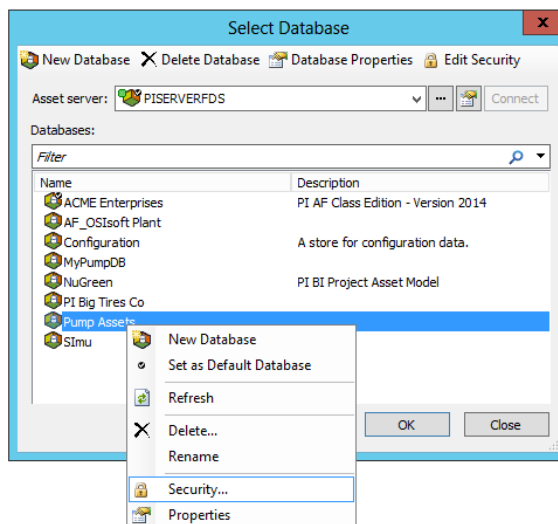 Select Database
x
New Database Delete Database Database Properties Edit Security
Asset server: PISERVERFDS ... Connect
Databases:
Filter
Name Description
ACME Enterprises PI AF Class Edition - Version 2014
AF_OSIsoft Plant
Configuration A store for configuration data.
MyPumpDB
NuGreen PI BI Project Asset Model
PI Big Tires Co
Pump Assets
SImu
New Database
Set as Default Database
Refresh
Delete...
Rename
Security...
Properties
OK Close